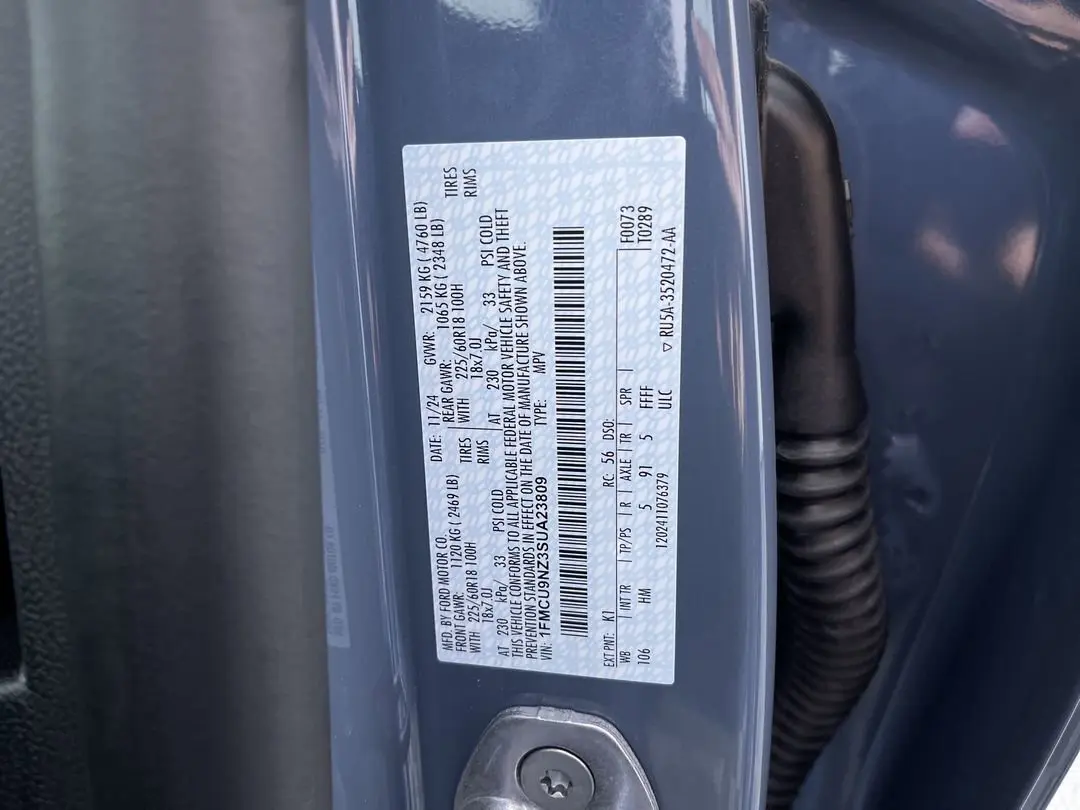 MFD. BY FORD MOTOR CO.
DATE: 11/24 GVWR: 2159 KG ( 4760 LB)
FRONT GAWR: 1120 KG ( 2469 LB) REAR GAWR: 1065 KG ( 2348 LB)
WITH 225/60R18 100H TIRES WITH 225/60R18 100H TIRES
18x7.0J RIMS 18x7.0J RIMS
AT 230 kPa/ 33 PSI COLD AT 230 kPa/ 33 PSI COLD
THIS VEHICLE CONFORMS TO ALL APPLICABLE FEDERAL MOTOR VEHICLE SAFETY AND THEFT
PREVENTION STANDARDS IN EFFECT ON THE DATE OF MANUFACTURE SHOWN ABOVE.
VIN: 1FMCU9NZ3SUA23809 TYPE: MPV
EXT PNT: K1 RC: 56 DSO: F0073
WB INT TR TP/PS R AXLE TR SPR T0289
106 HM 5 91 5 FFFF
ULC
120241107 6379 ▽ RU5A-3520472-AA